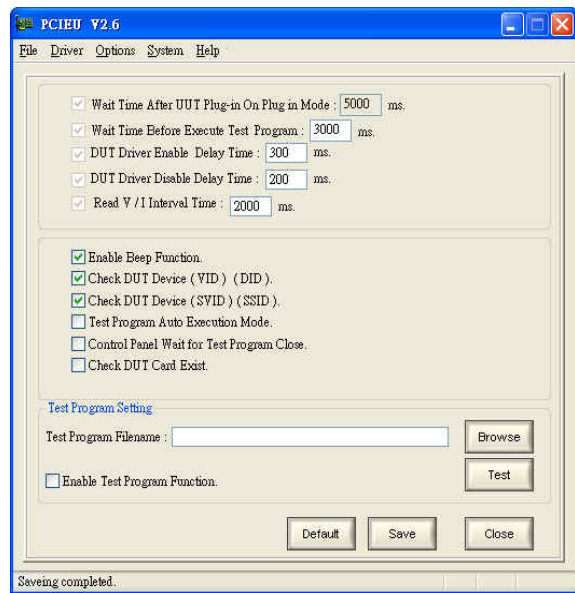 PCIEU V2.6
File Driver Options System Help
Wait Time After UUT Plug-in On Plug in Mode : 5000 ms.
Wait Time Before Execute Test Program : 3000 ms.
DUT Driver Enable Delay Time : 300 ms.
DUT Driver Disable Delay Time : 200 ms.
Read V / I Interval Time : 2000 ms.
Enable Beep Function.
Check DUT Device ( VID ) ( DID ).
Check DUT Device ( SVID ) ( SSID ).
Test Program Auto Execution Mode.
Control Panel Wait for Test Program Close.
Check DUT Card Exist.
Test Program Setting
Test Program Filename : Browse
Enable Test Program Function. Test
Default Save Close
Saveing completed.